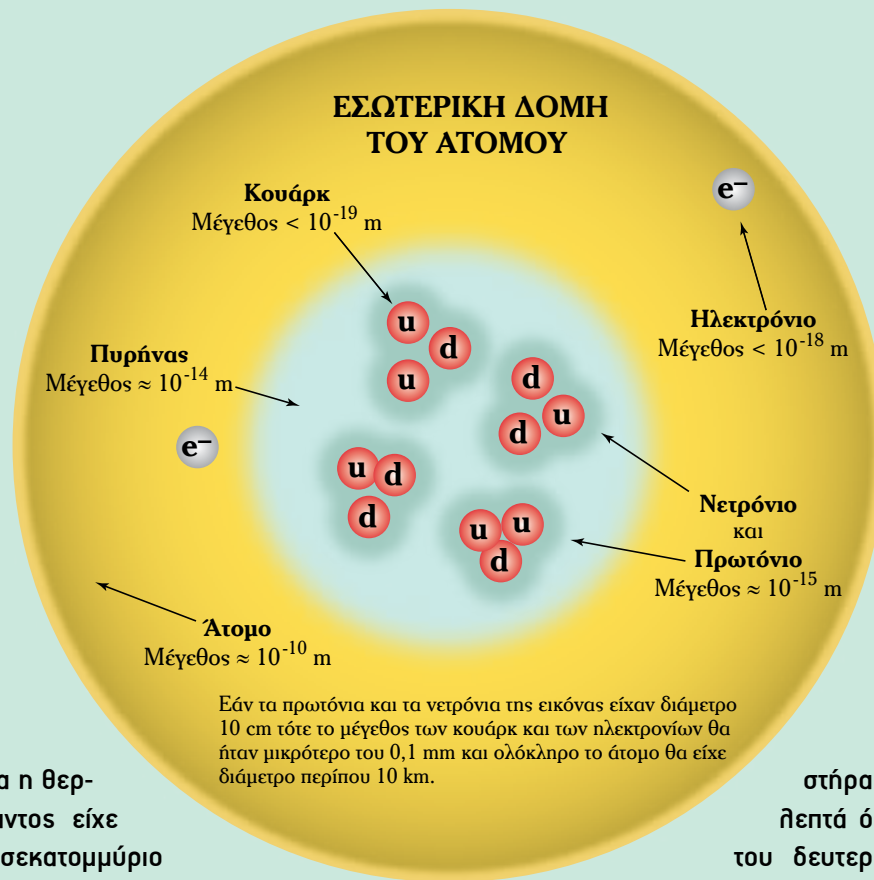 ΕΣΩΤΕΡΙΚΗ ΔΟΜΗ
ΤΟΥ ΑΤΟΜΟΥ
e⁻
Κουάρκ
Μέγεθος < 10⁻¹⁹ m
Ηλεκτρόνιο
Μέγεθος < 10⁻¹⁸ m
u
d
u
Πυρήνας
Μέγεθος ≈ 10⁻¹⁴ m
d
u
d
e⁻
u
d
d
u
u
d
Νετρόνιο
και
Πρωτόνιο
Μέγεθος ≈ 10⁻¹⁵ m
Άτομο
Μέγεθος ≈ 10⁻¹⁰ m
Εάν τα πρωτόνια και τα νετρόνια της εικόνας είχαν διάμετρο
10 cm τότε το μέγεθος των κουάρκ και των ηλεκτρονίων θα
ήταν μικρότερο του 0,1 mm και ολόκληρο το άτομο θα είχε
διάμετρο περίπου 10 km.
η θερ-
είχε
στήρα
λεπτά
του